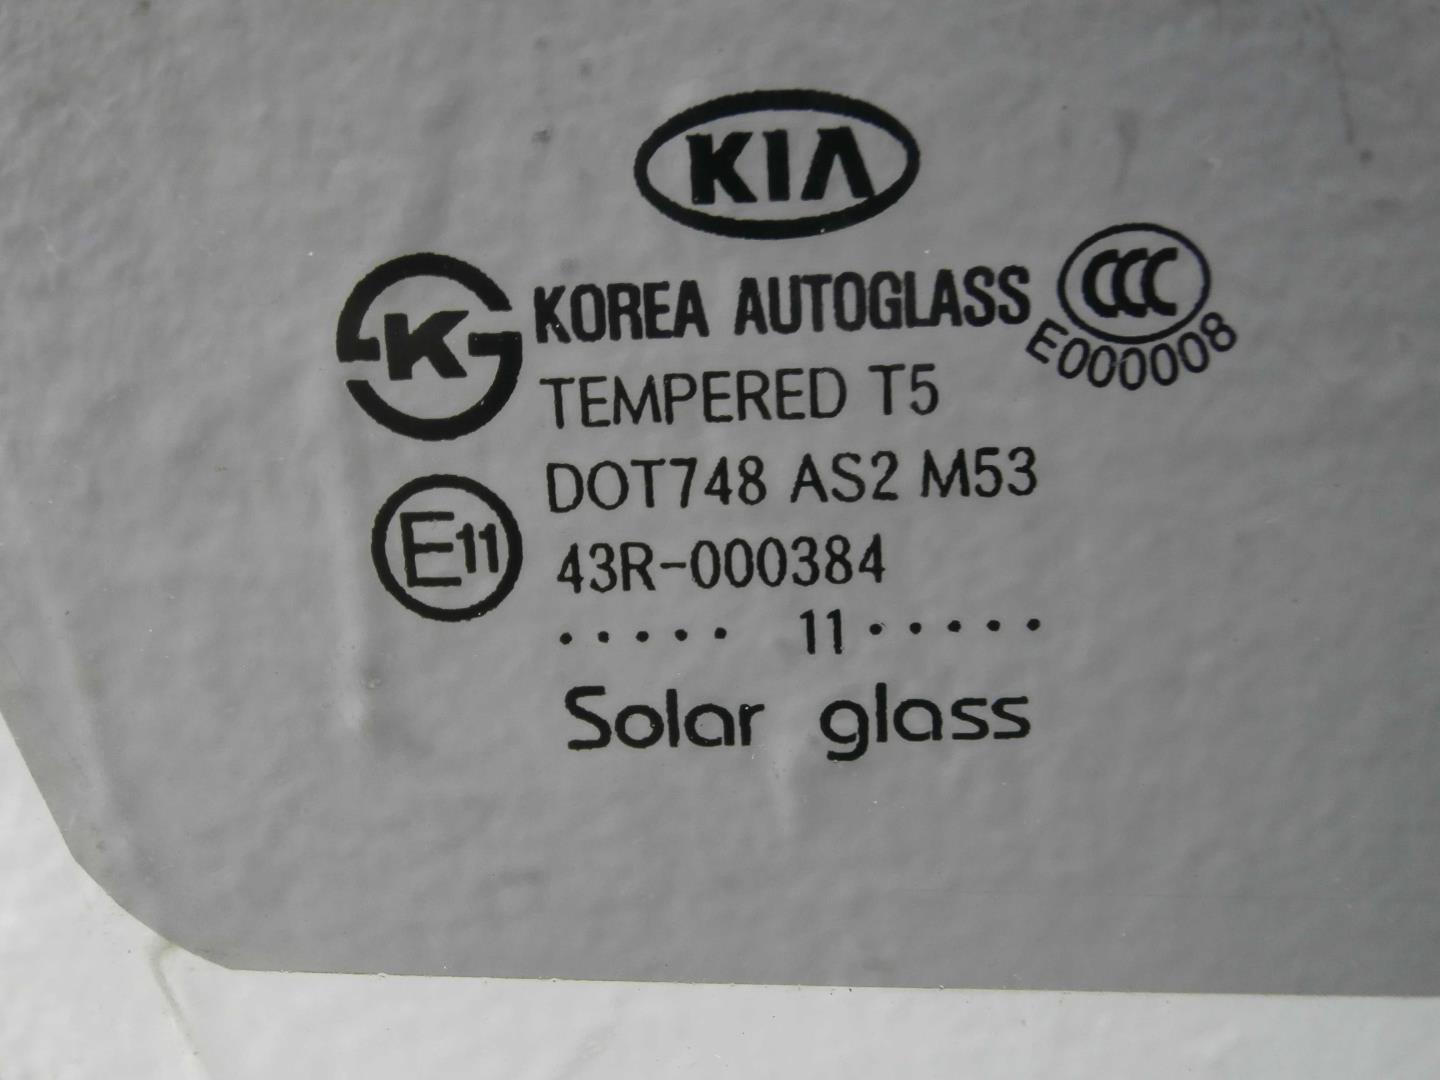 KIA
K
KOREA AUTOGLASS
CCC
E000008
TEMPERED T5
DOT748 AS2 M53
E11
43R-000384
. . . . . 11 . . . . .
Solar glass